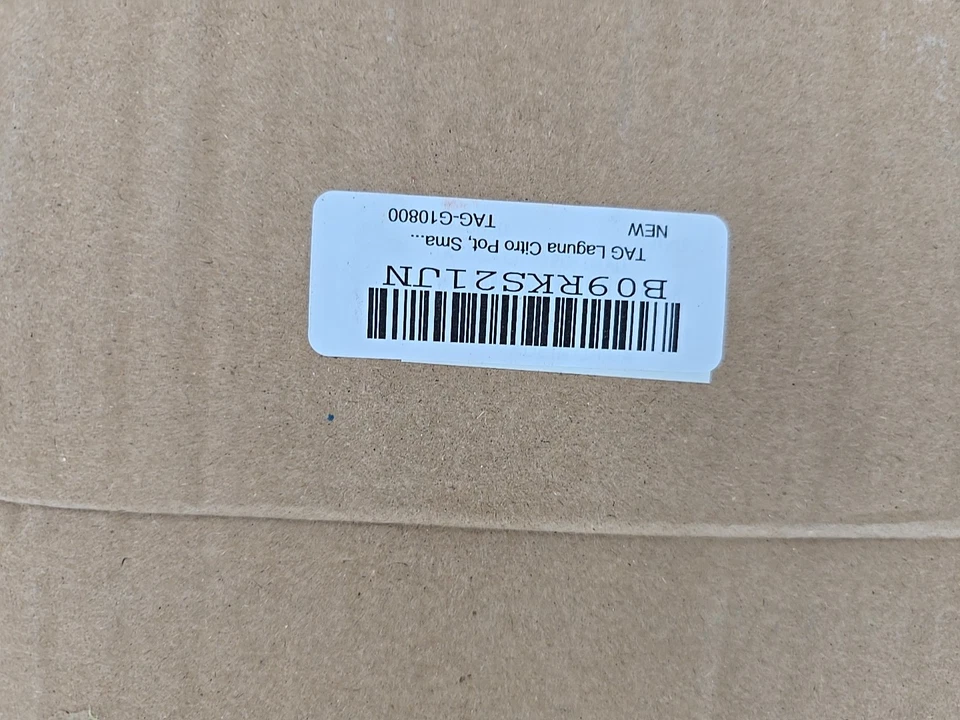 B09RKS21JN
TAG Laguna Citro Pot, Sma...
NEW TAG-G10800